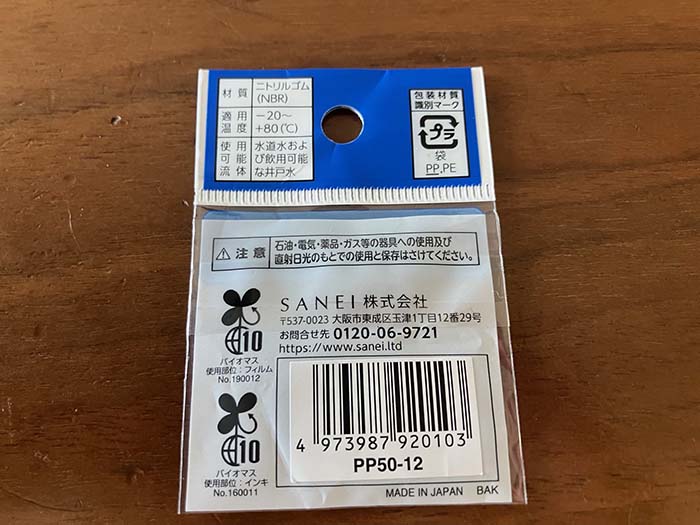 材質 ニトリルゴム
(NBR)
適用
温度 −20～
+80(℃)
使用
可能
流体 水道水およ
び飲用可能
な井戸水
包装材質
識別マーク
プラ
袋
PP,PE
⚠注意 石油・電気・薬品・ガス等の器具への使用及び
直射日光のもとでの使用と保存はさけてください。
SANEI株式会社
〒537-0023 大阪市東成区玉津1丁目12番29号
お問合せ先 0120-06-9721
https://www.sanei.ltd
10
バイオマス
使用部位：フィルム
No.190012
10
バイオマス
使用部位：インキ
No.160011
4 973987 920103
PP50-12
MADE IN JAPAN BAK